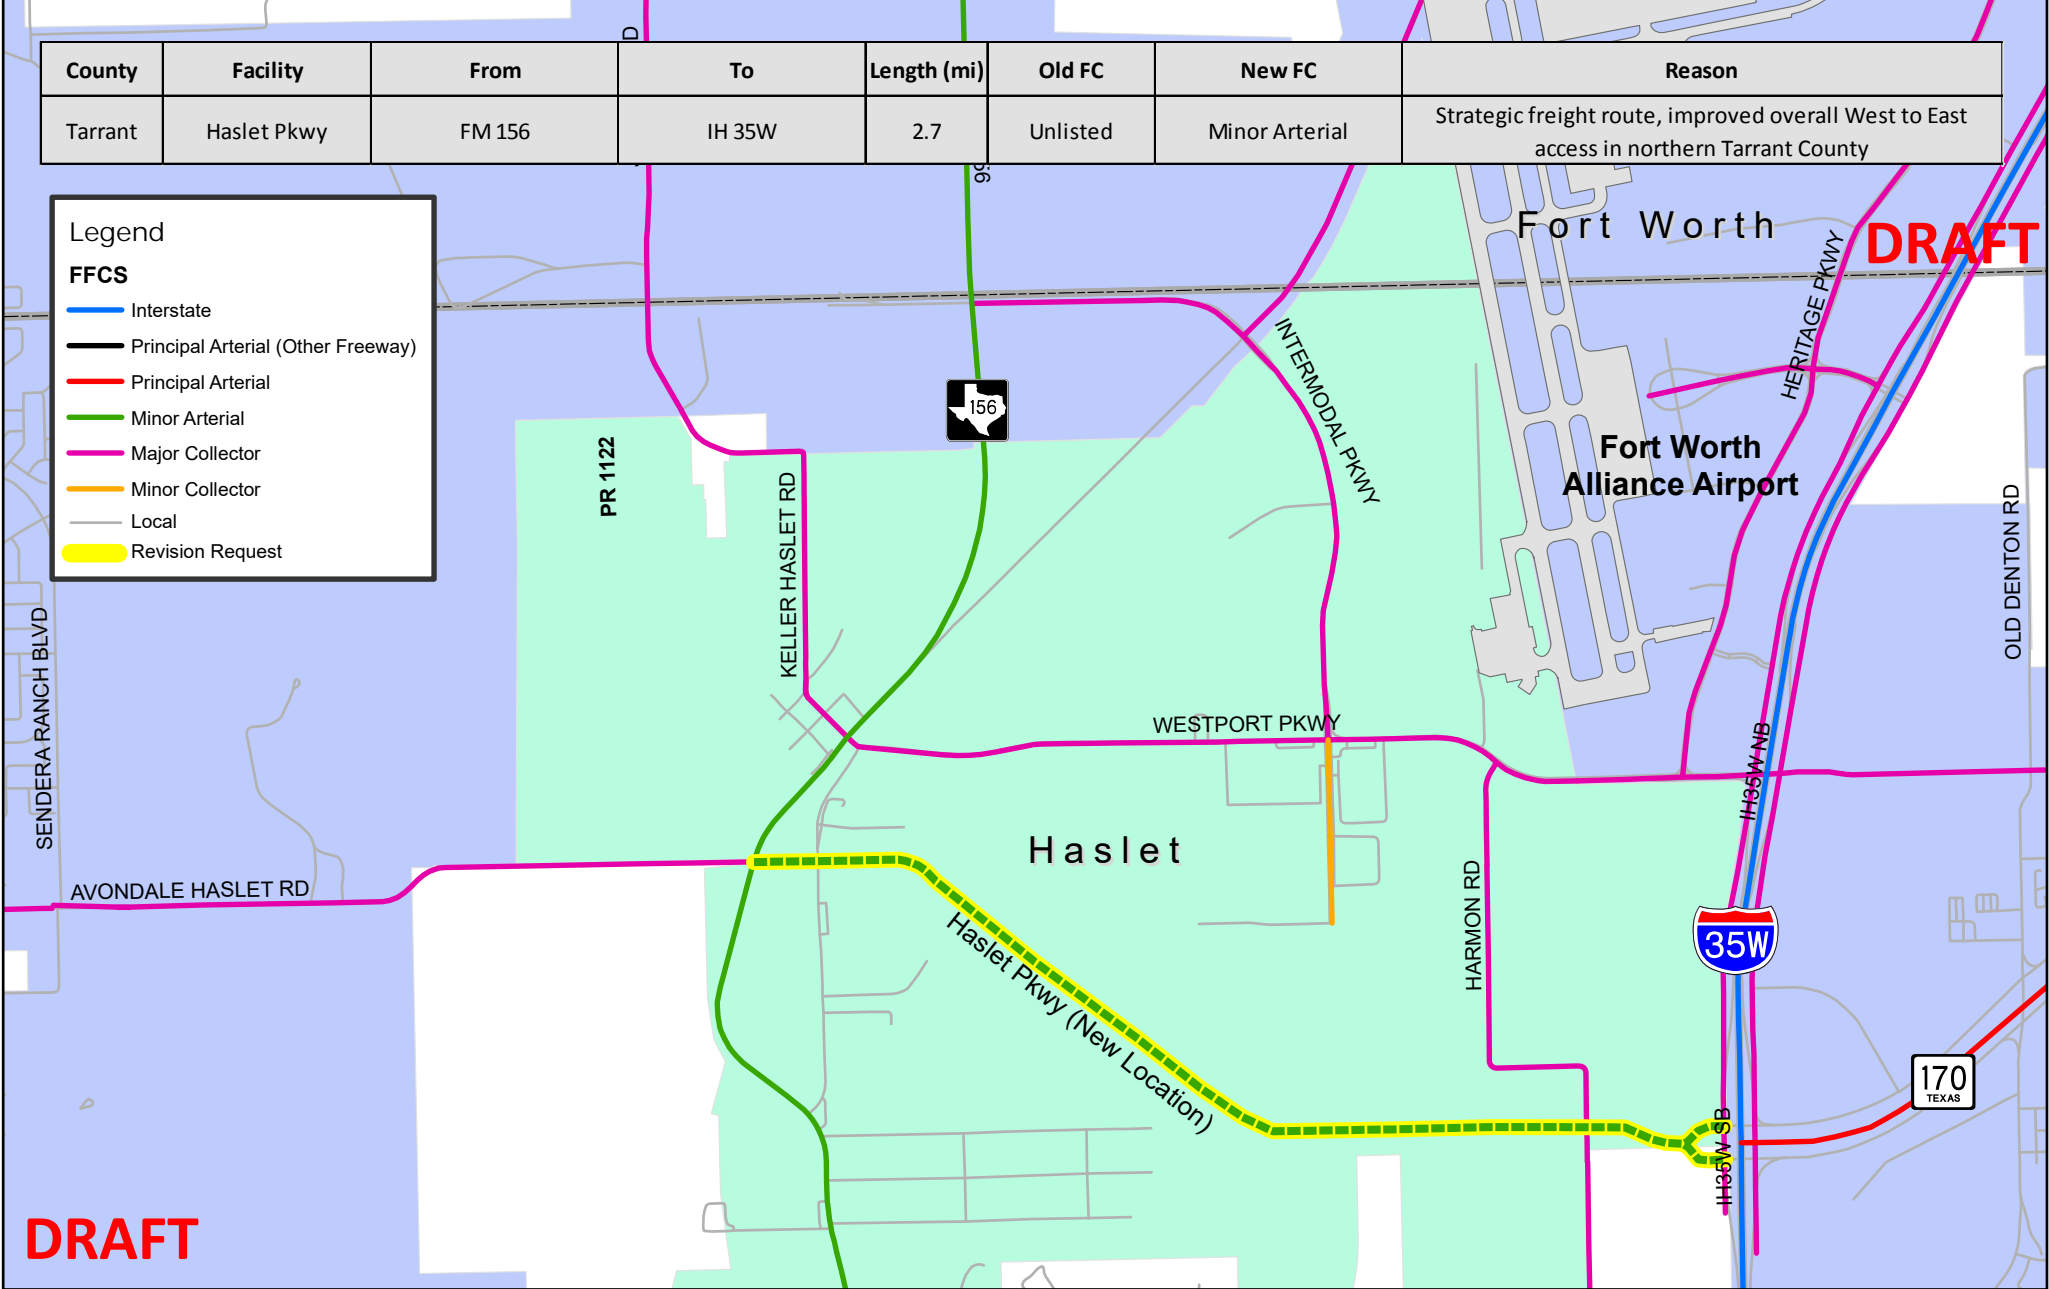 County Facility From To Length (mi) Old FC New FC Reason
Tarrant Haslet Pkwy FM 156 IH 35W 2.7 Unlisted Minor Arterial Strategic freight route, improved overall West to East
access in northern Tarrant County
Legend
FFCS
Interstate
Principal Arterial (Other Freeway)
Principal Arterial
Minor Arterial
Major Collector
Minor Collector
Local
Revision Request
Fort Worth
DRAFT
HERITAGE PKWY
INTERMODAL PKWY
156
PR 1122
Fort Worth
Alliance Airport
KELLER HASLET RD
OLD DENTON RD
SENDERA RANCH BLVD
WESTPORT PKWY
IH35W NB
Haslet
AVONDALE HASLET RD
HARMON RD
35W
Haslet Pkwy (New Location)
170
TEXAS
IH35W SB
DRAFT